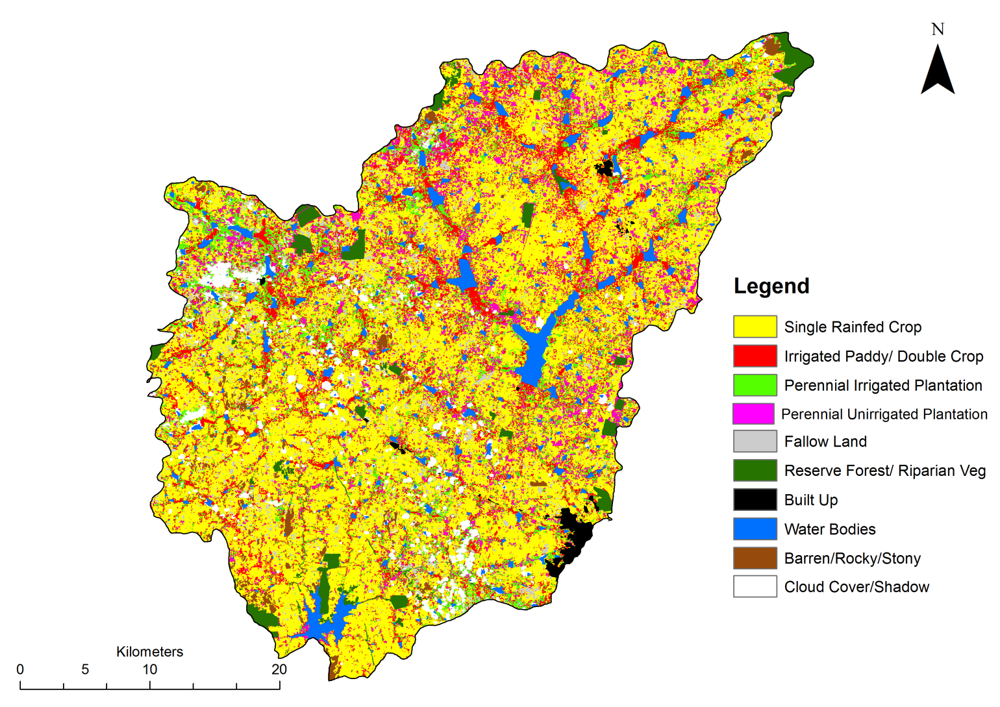 N
Legend
Single Rainfed Crop
Irrigated Paddy/ Double Crop
Perennial Irrigated Plantation
Perennial Unirrigated Plantation
Fallow Land
Reserve Forest/ Riparian Veg
Built Up
Water Bodies
Barren/Rocky/Stony
Cloud Cover/Shadow
Kilometers
0 5 10 20